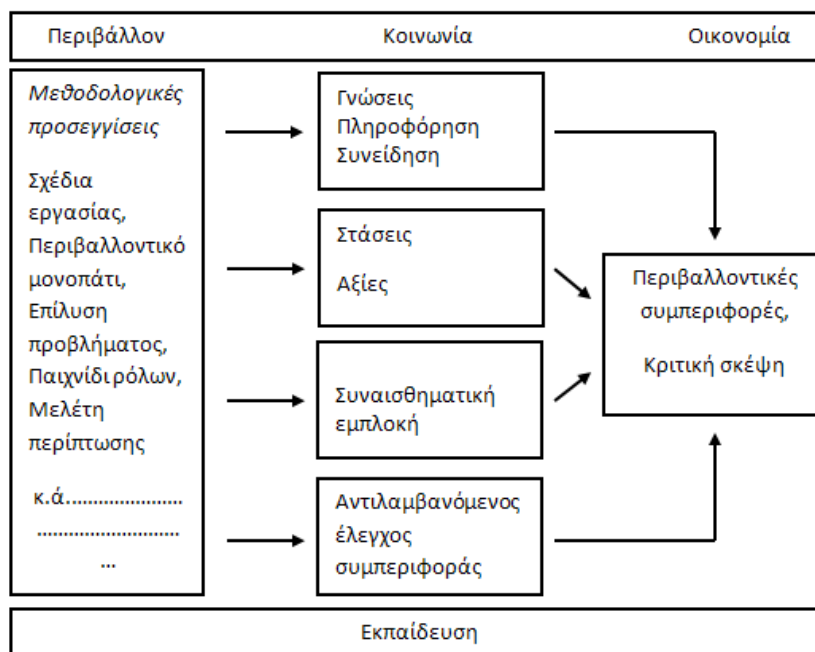 Περιβάλλον Κοινωνία Οικονομία
Μεθοδολογικές
προσεγγίσεις
Σχέδια
εργασίας,
Περιβαλλοντικό
μονοπάτι,
Επίλυση
προβλήματος,
Παιχνίδι ρόλων,
Μελέτη
περίπτωσης
κ.ά......................
...........................
...
Γνώσεις
Πληροφόρηση
Συνείδηση
Στάσεις
Αξίες
Συναισθηματική
εμπλοκή
Αντιλαμβανόμενος
έλεγχος
συμπεριφοράς
Περιβαλλοντικές
συμπεριφορές,
Κριτική σκέψη
Εκπαίδευση